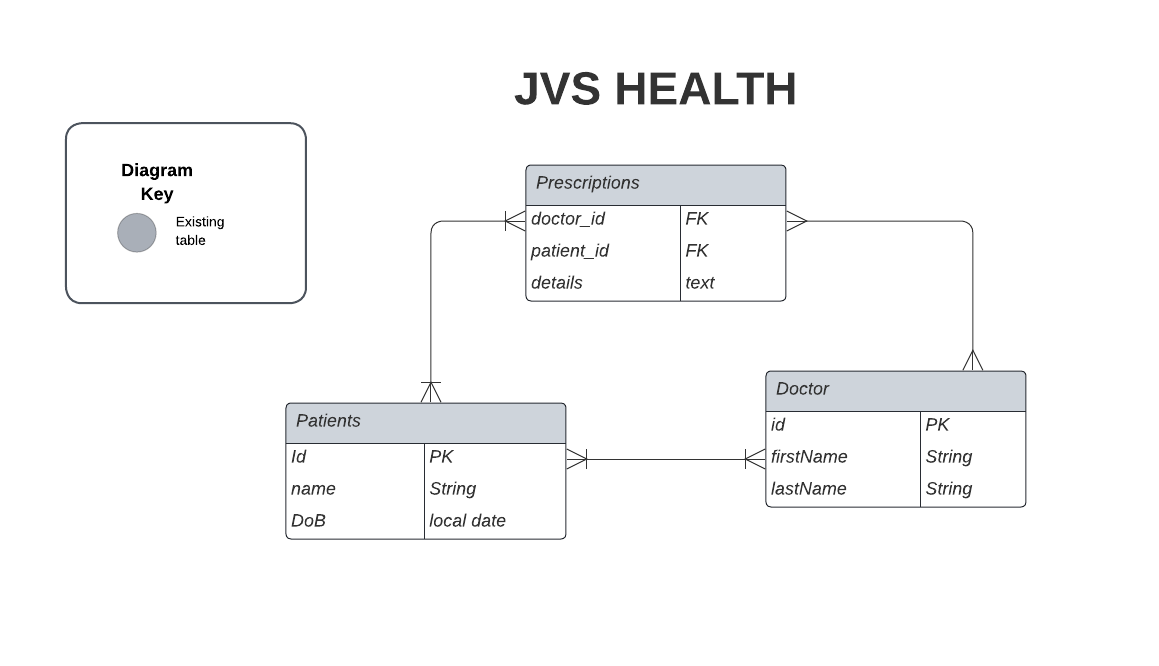 JVS HEALTH
Diagram
Key
Existing
table
Prescriptions
doctor_id FK
patient_id FK
details text
Patients
Id PK
name String
DoB local date
Doctor
id PK
firstName String
lastName String